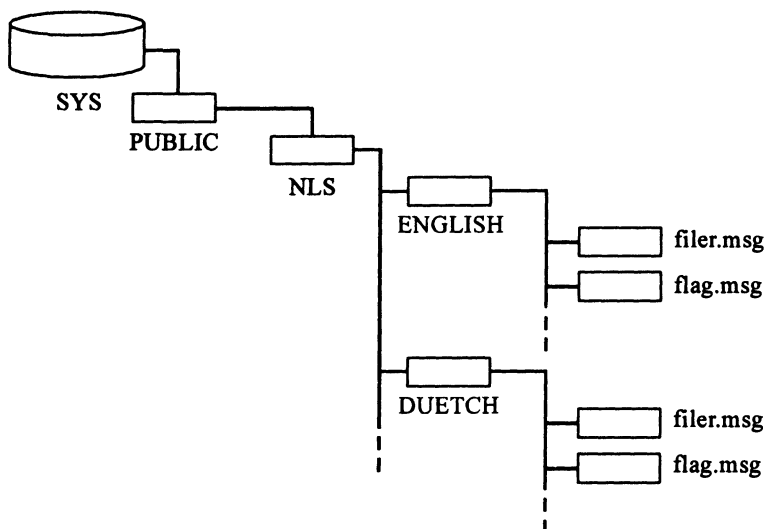 SYS
PUBLIC
NLS
ENGLISH
filer.msg
flag.msg
DUETCH
filer.msg
flag.msg